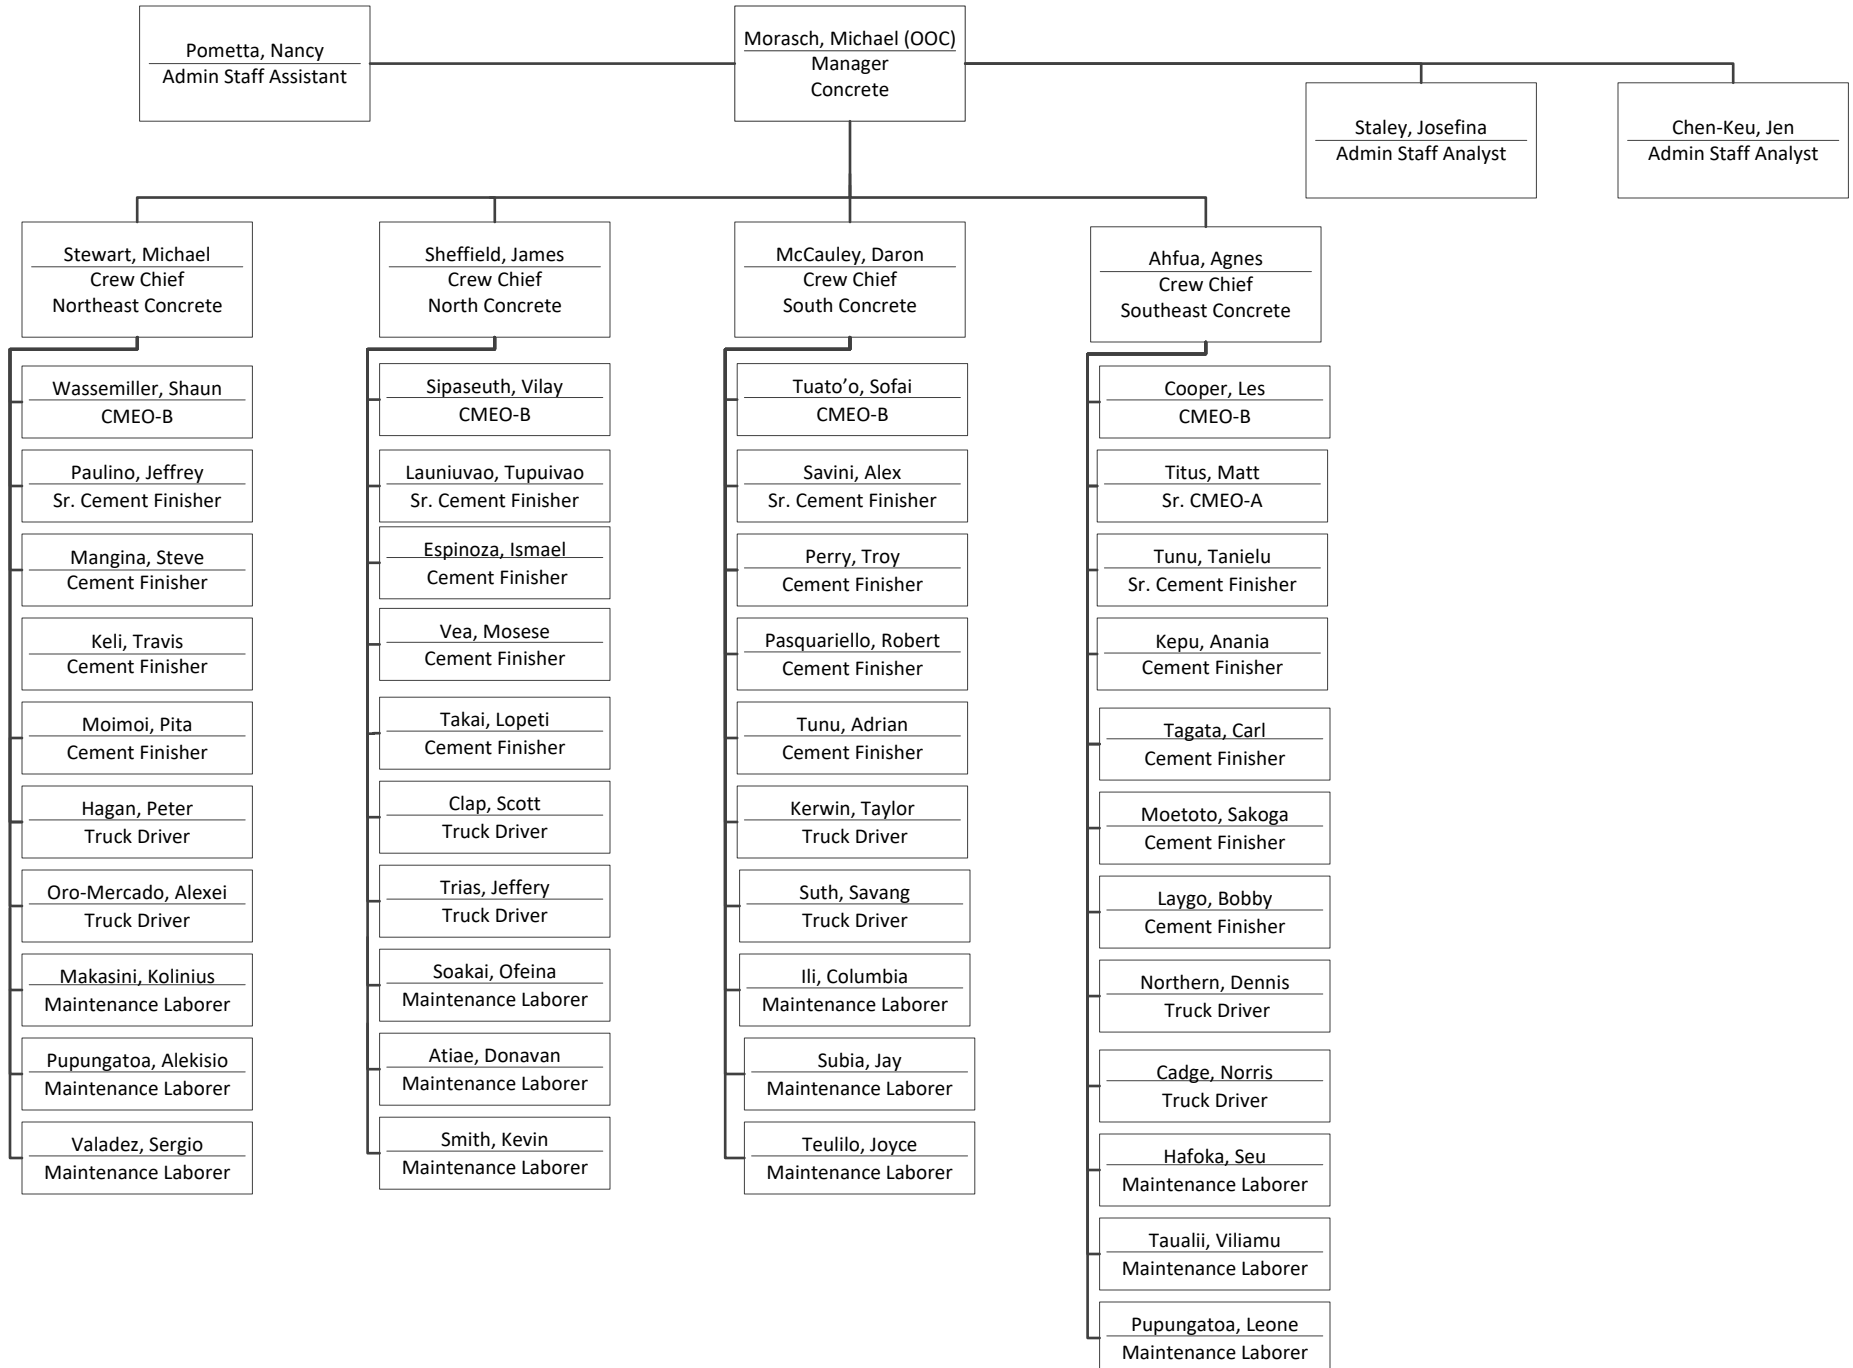 Pometta, Nancy
Admin Staff Assistant
Morasch, Michael (OOC)
Manager
Concrete
Staley, Josefina
Admin Staff Analyst
Chen-Keu, Jen
Admin Staff Analyst
Stewart, Michael
Crew Chief
Northeast Concrete
Wassemiller, Shaun
CMEO-B
Paulino, Jeffrey
Sr. Cement Finisher
Mangina, Steve
Cement Finisher
Keli, Travis
Cement Finisher
Moimoi, Pita
Cement Finisher
Hagan, Peter
Truck Driver
Oro-Mercado, Alexei
Truck Driver
Makasini, Kolinius
Maintenance Laborer
Pupungatoa, Alekisio
Maintenance Laborer
Valadez, Sergio
Maintenance Laborer
Sheffield, James
Crew Chief
North Concrete
Sipaseuth, Vilay
CMEO-B
Launiuvao, Tupuivao
Sr. Cement Finisher
Espinoza, Ismael
Cement Finisher
Vea, Mosese
Cement Finisher
Takai, Lopeti
Cement Finisher
Clap, Scott
Truck Driver
Trias, Jeffery
Truck Driver
Soakai, Ofeina
Maintenance Laborer
Atiae, Donavan
Maintenance Laborer
Smith, Kevin
Maintenance Laborer
McCauley, Daron
Crew Chief
South Concrete
Tuato’o, Sofai
CMEO-B
Savini, Alex
Sr. Cement Finisher
Perry, Troy
Cement Finisher
Pasquariello, Robert
Cement Finisher
Tunu, Adrian
Cement Finisher
Kerwin, Taylor
Truck Driver
Suth, Savang
Truck Driver
Ili, Columbia
Maintenance Laborer
Subia, Jay
Maintenance Laborer
Teulilo, Joyce
Maintenance Laborer
Ahfua, Agnes
Crew Chief
Southeast Concrete
Cooper, Les
CMEO-B
Titus, Matt
Sr. CMEO-A
Tunu, Tanielu
Sr. Cement Finisher
Kepu, Anania
Cement Finisher
Tagata, Carl
Cement Finisher
Moetoto, Sakoga
Cement Finisher
Laygo, Bobby
Cement Finisher
Northern, Dennis
Truck Driver
Cadge, Norris
Truck Driver
Hafoka, Seu
Maintenance Laborer
Taualii, Viliamu
Maintenance Laborer
Pupungatoa, Leone
Maintenance Laborer